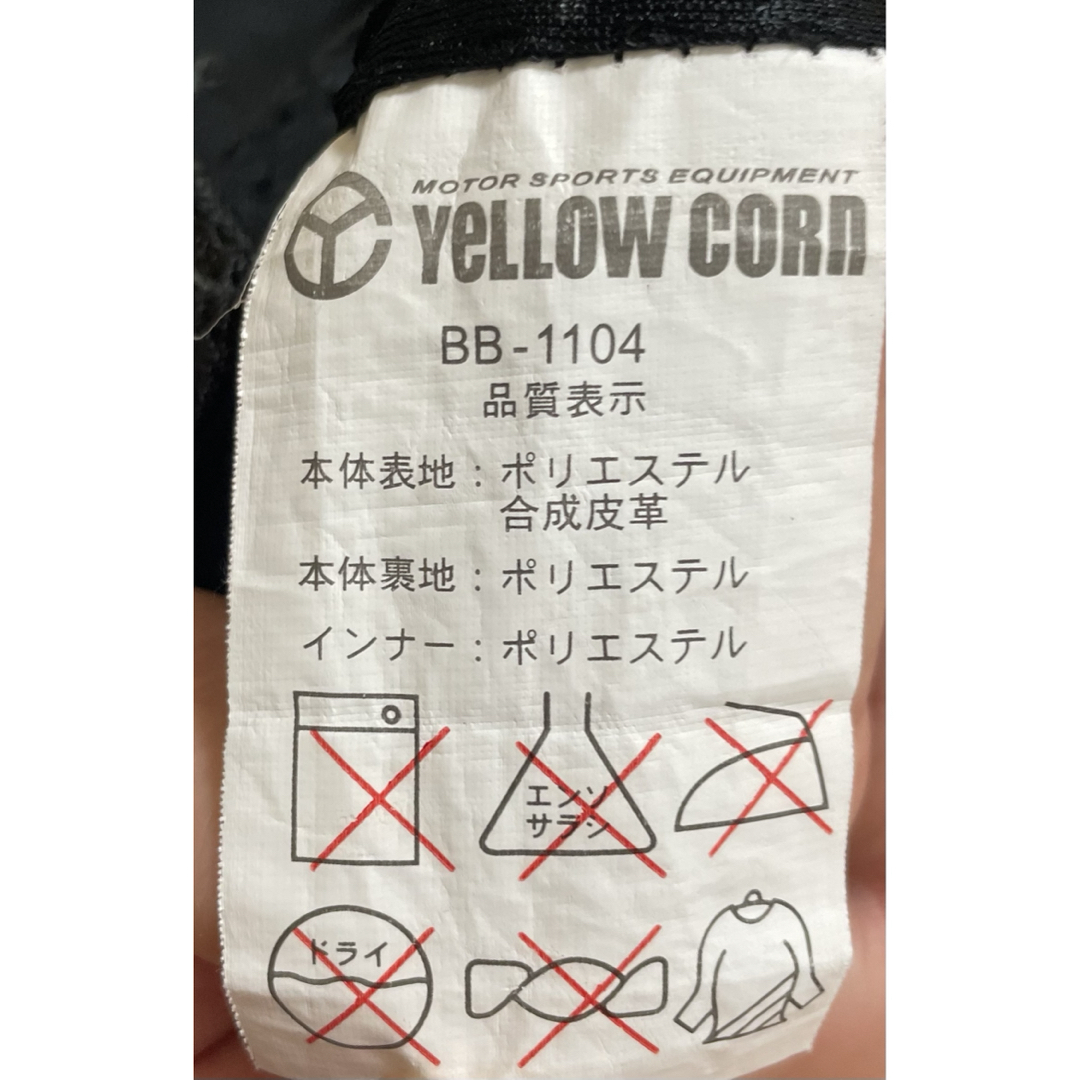 MOTOR SPORTS EQUIPMENT
YeLLOW CORn
BB-1104
品質表示
本体表地：ポリエステル
合成皮革
本体裏地：ポリエステル
インナー：ポリエステル
エンソ
サラシ
ドライ